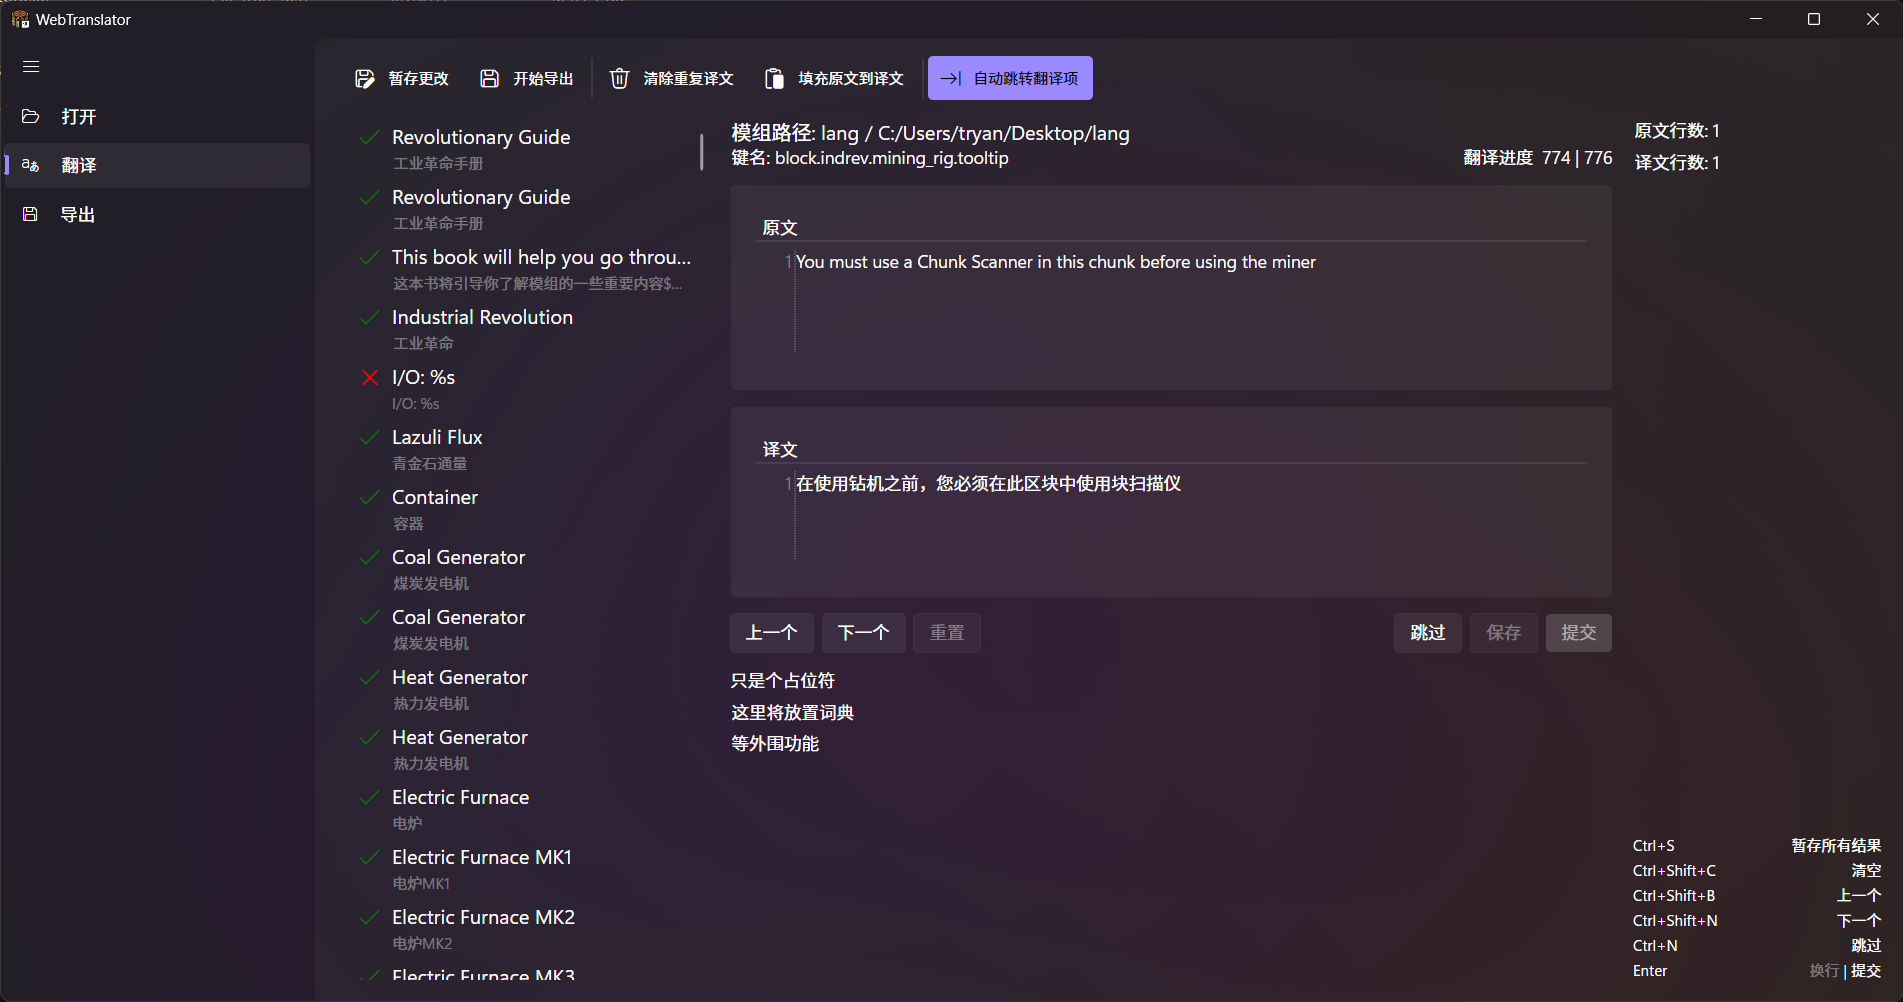 WebTranslator
打开
翻译
导出
暂存更改
开始导出
清除重复译文
填充原文到译文
自动跳转翻译项
Revolutionary Guide
工业革命手册
Revolutionary Guide
工业革命手册
This book will help you go throu...
这本书将引导你了解模组的一些重要内容$...
Industrial Revolution
工业革命
I/O: %s
I/O: %s
Lazuli Flux
青金石通量
Container
容器
Coal Generator
煤炭发电机
Coal Generator
煤炭发电机
Heat Generator
热力发电机
Heat Generator
热力发电机
Electric Furnace
电炉
Electric Furnace MK1
电炉MK1
Electric Furnace MK2
电炉MK2
Electric Furnace MK3
模组路径: lang / C:/Users/tryan/Desktop/lang
键名: block.indrev.mining_rig.tooltip
翻译进度 774 | 776
原文行数: 1
译文行数: 1
原文
1 You must use a Chunk Scanner in this chunk before using the miner
译文
1 在使用钻机之前，您必须在此区块中使用块扫描仪
上一个
下一个
重置
跳过
保存
提交
只是个占位符
这里将放置词典
等外围功能
Ctrl+S 暂存所有结果
Ctrl+Shift+C 清空
Ctrl+Shift+B 上一个
Ctrl+Shift+N 下一个
Ctrl+N 跳过
Enter 换行 | 提交